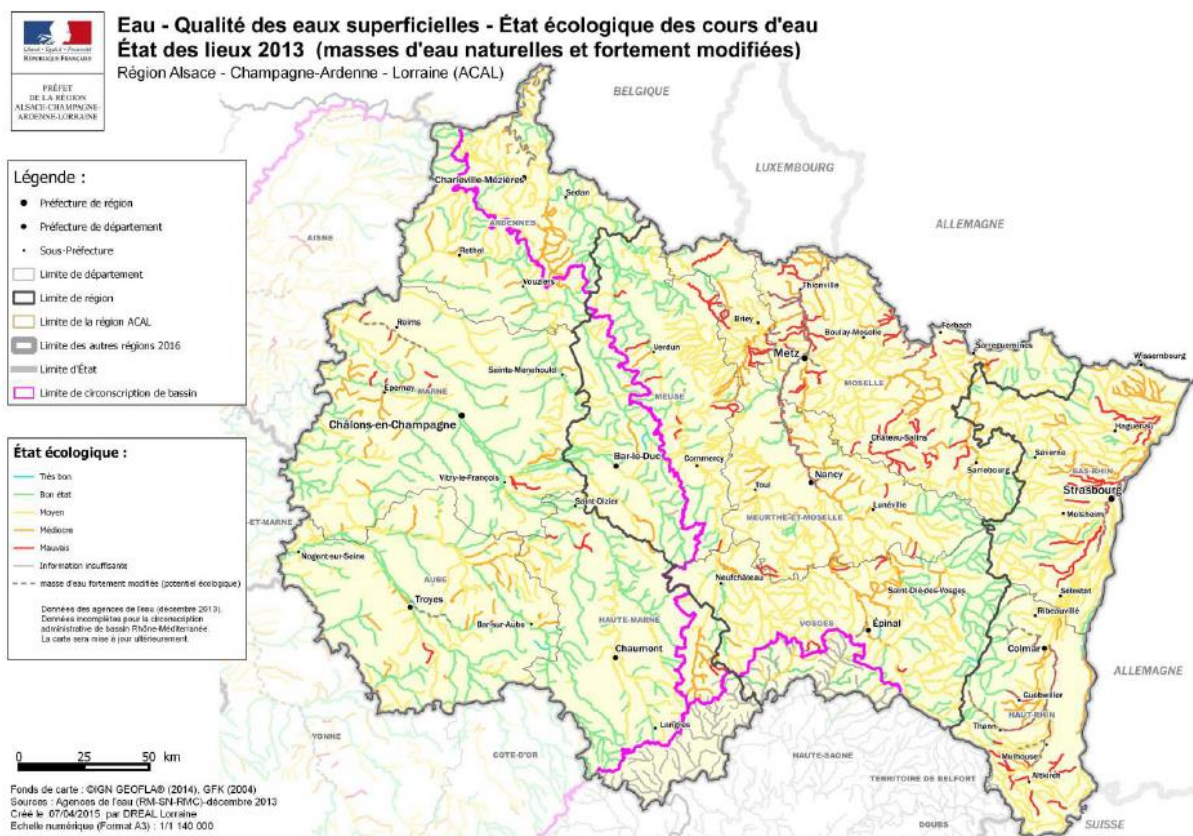 Eau - Qualité des eaux superficielles - État écologique des cours d'eau
État des lieux 2013 (masses d'eau naturelles et fortement modifiées)
Région Alsace - Champagne-Ardenne - Lorraine (ACAL)
Liberté • Égalité • Fraternité
RÉPUBLIQUE FRANÇAISE
PRÉFET
DE LA RÉGION
ALSACE-CHAMPAGNE-
ARDENNE-LORRAINE
Légende :
Préfecture de région
Préfecture de département
Sous-Préfecture
Limite de département
Limite de région
Limite de la région ACAL
Limite des autres régions 2016
Limite d'État
Limite de circonscription de bassin
État écologique :
Très bon
Bon état
Moyen
Médiocre
Mauvais
Information insuffisante
masse d'eau fortement modifiée (potentiel écologique)
Données des agences de l'eau (décembre 2013).
Données incomplètes pour la circonscription
administrative de bassin Rhône-Méditerranée.
La carte sera mise à jour ultérieurement.
BELGIQUE
LUXEMBOURG
ALLEMAGNE
Charleville-Mézières
Sedan
ARDENNES
AISNE
Rethel
Vouziers
Thionville
Reims
Briey
Boulay-Moselle
Forbach
Sarreguemines
Wissembourg
Verdun
Metz
Sainte-Menehould
MOSELLE
Épernay
MARNE
MEUSE
Châlons-en-Champagne
Château-Salins
Haguenau
Bar-le-Duc
Commercy
Sarrebourg
Saverne
BAS-RHIN
Vitry-le-François
Toul
Nancy
Strasbourg
Saint-Dizier
Lunéville
Molsheim
ET-MARNE
MEURTHE-ET-MOSELLE
Nogent-sur-Seine
AUBE
Neufchâteau
Saint-Dié-des-Vosges
Sélestat
Troyes
Ribeauvillé
Bar-sur-Aube
HAUTE-MARNE
VOSGES
Épinal
Chaumont
Colmar
ALLEMAGNE
Guebwiller
HAUT-RHIN
Langres
Thann
YONNE
CÔTE-D'OR
HAUTE-SAONE
Mulhouse
TERRITOIRE DE BELFORT
Altkirch
DOUBS
SUISSE
0 25 50 km
Fonds de carte : ©IGN GEOFLA® (2014), GFK (2004)
Sources : Agences de l'eau (RM-SN-RMC)-décembre 2013
Créé le 07/04/2015 par DREAL Lorraine
Echelle numérique (Format A3) : 1/1 140 000